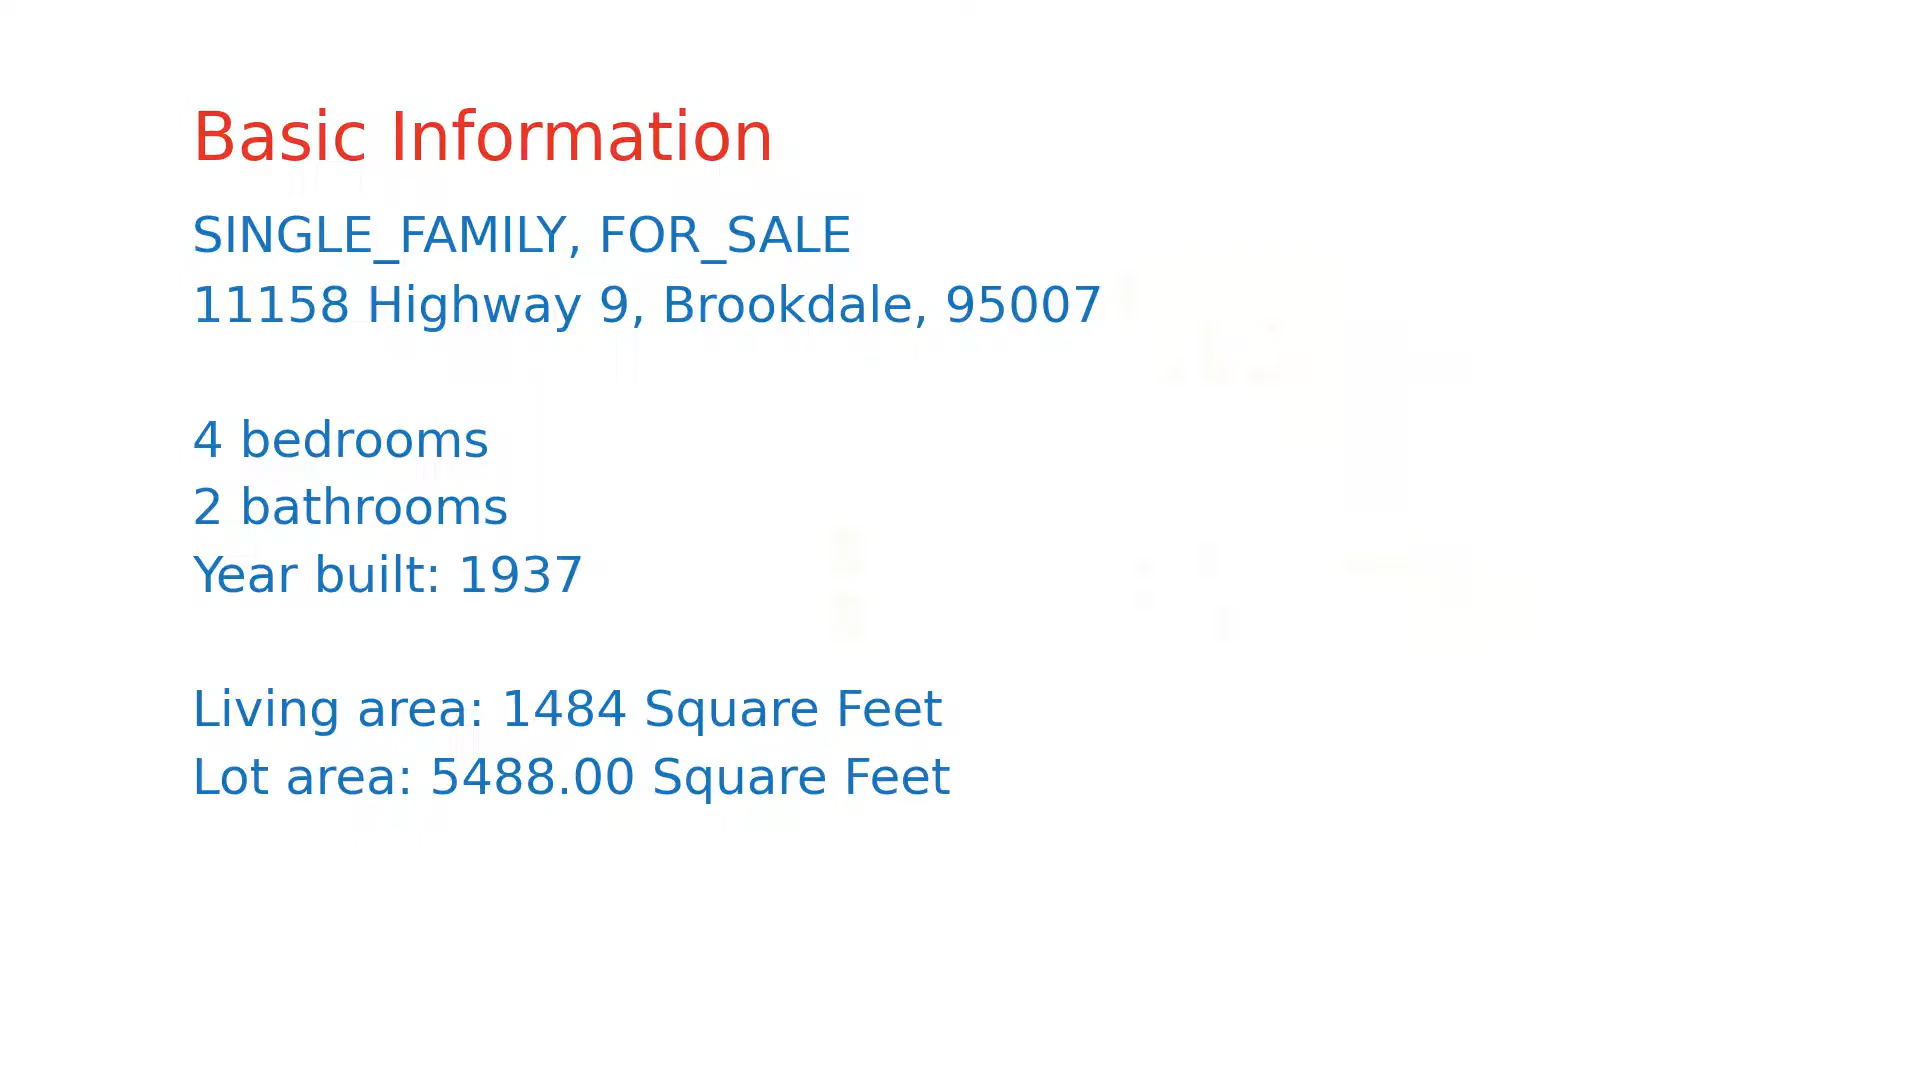 Basic Information
SINGLE_FAMILY, FOR_SALE
11158 Highway 9, Brookdale, 95007
4 bedrooms
2 bathrooms
Year built: 1937
Living area: 1484 Square Feet
Lot area: 5488.00 Square Feet